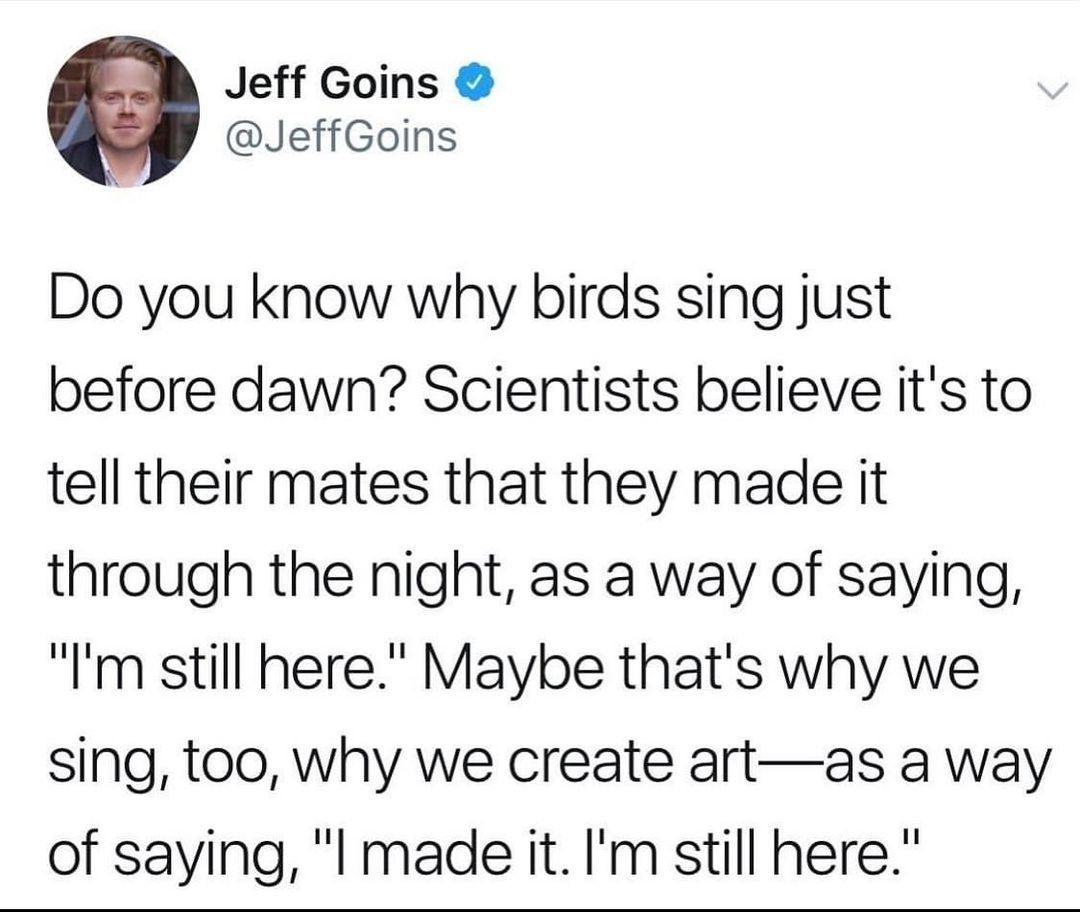 Jeff Goins
@JeffGoins
Do you know why birds sing just
before dawn? Scientists believe it's to
tell their mates that they made it
through the night, as a way of saying,
"I'm still here." Maybe that's why we
sing, too, why we create art—as a way
of saying, "I made it. I'm still here."